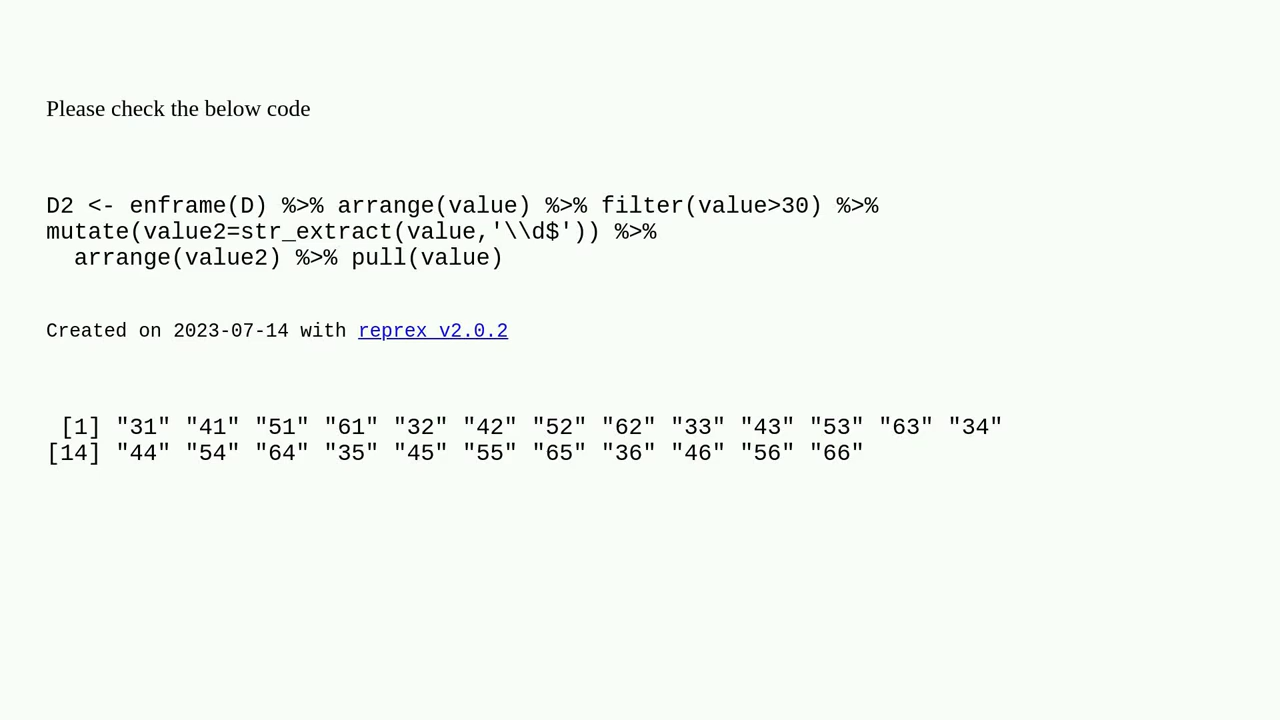 Please check the below code
D2 <- enframe(D) %>% arrange(value) %>% filter(value>30) %>%
mutate(value2=str_extract(value,'\\d$')) %>%
  arrange(value2) %>% pull(value)
Created on 2023-07-14 with reprex v2.0.2
 [1] "31" "41" "51" "61" "32" "42" "52" "62" "33" "43" "53" "63" "34"
[14] "44" "54" "64" "35" "45" "55" "65" "36" "46" "56" "66"